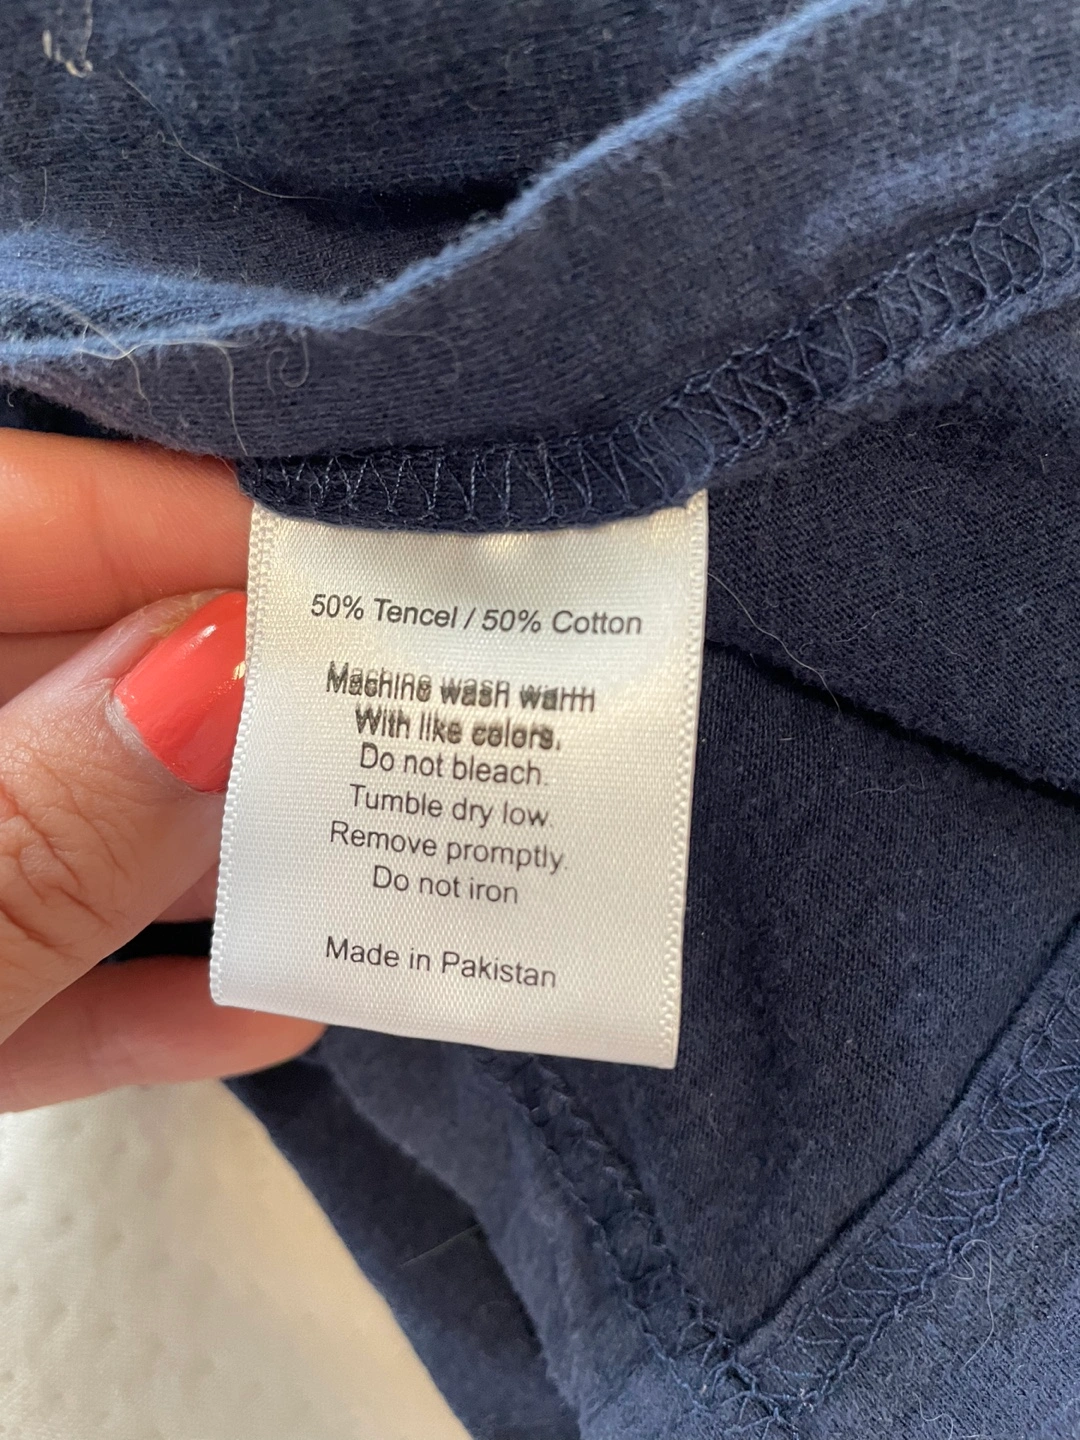 50% Tencel / 50% Cotton
Machine wash warm
With like colors.
Do not bleach.
Tumble dry low.
Remove promptly.
Do not iron
Made in Pakistan